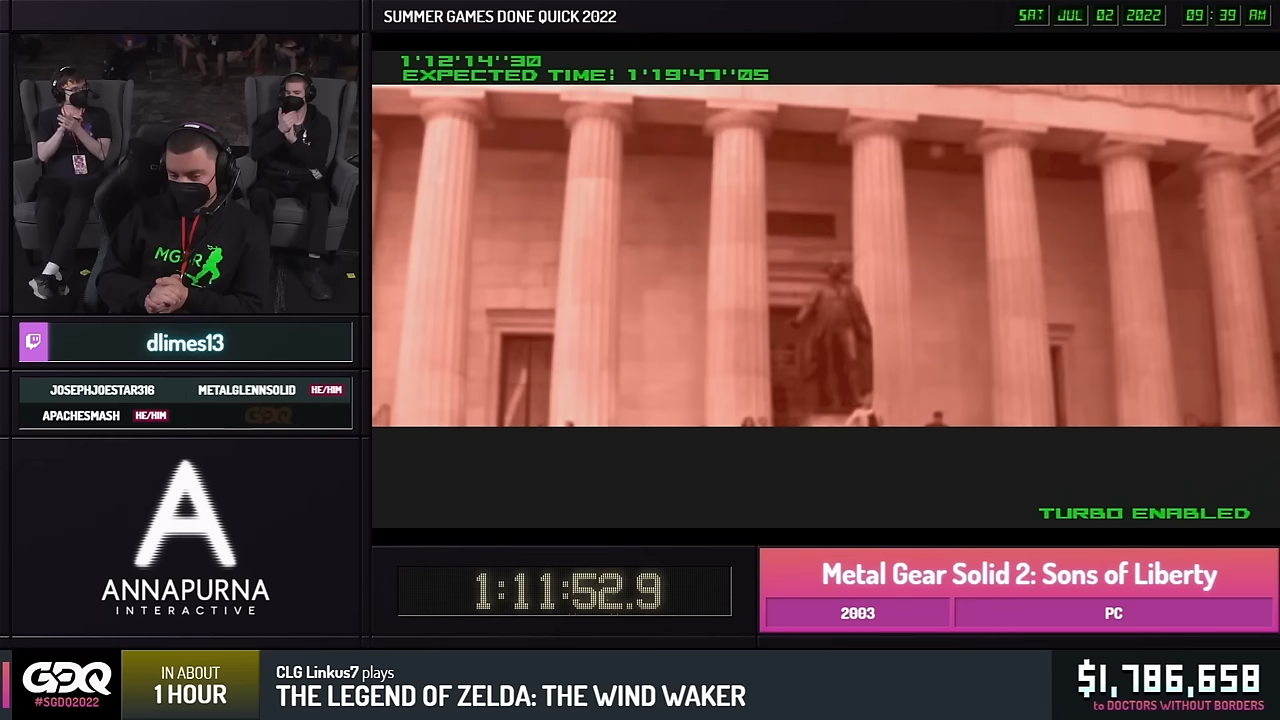 SUMMER GAMES DONE QUICK 2022
SAT JUL 02 2022 09:39 AM
1'12'14''30
EXPECTED TIME: 1'19'47''05
MGSR
dlimes13
JOSEPHJOESTAR316 METALGLENNSOLID HE/HIM
APACHESMASH HE/HIM GDQ
A
ANNAPURNA
INTERACTIVE
TURBO ENABLED
1:11:52.9
Metal Gear Solid 2: Sons of Liberty
2003 PC
GDQ
#SGDQ2022
IN ABOUT
1 HOUR
CLG Linkus7 plays
THE LEGEND OF ZELDA: THE WIND WAKER
$1,786,658
to DOCTORS WITHOUT BORDERS